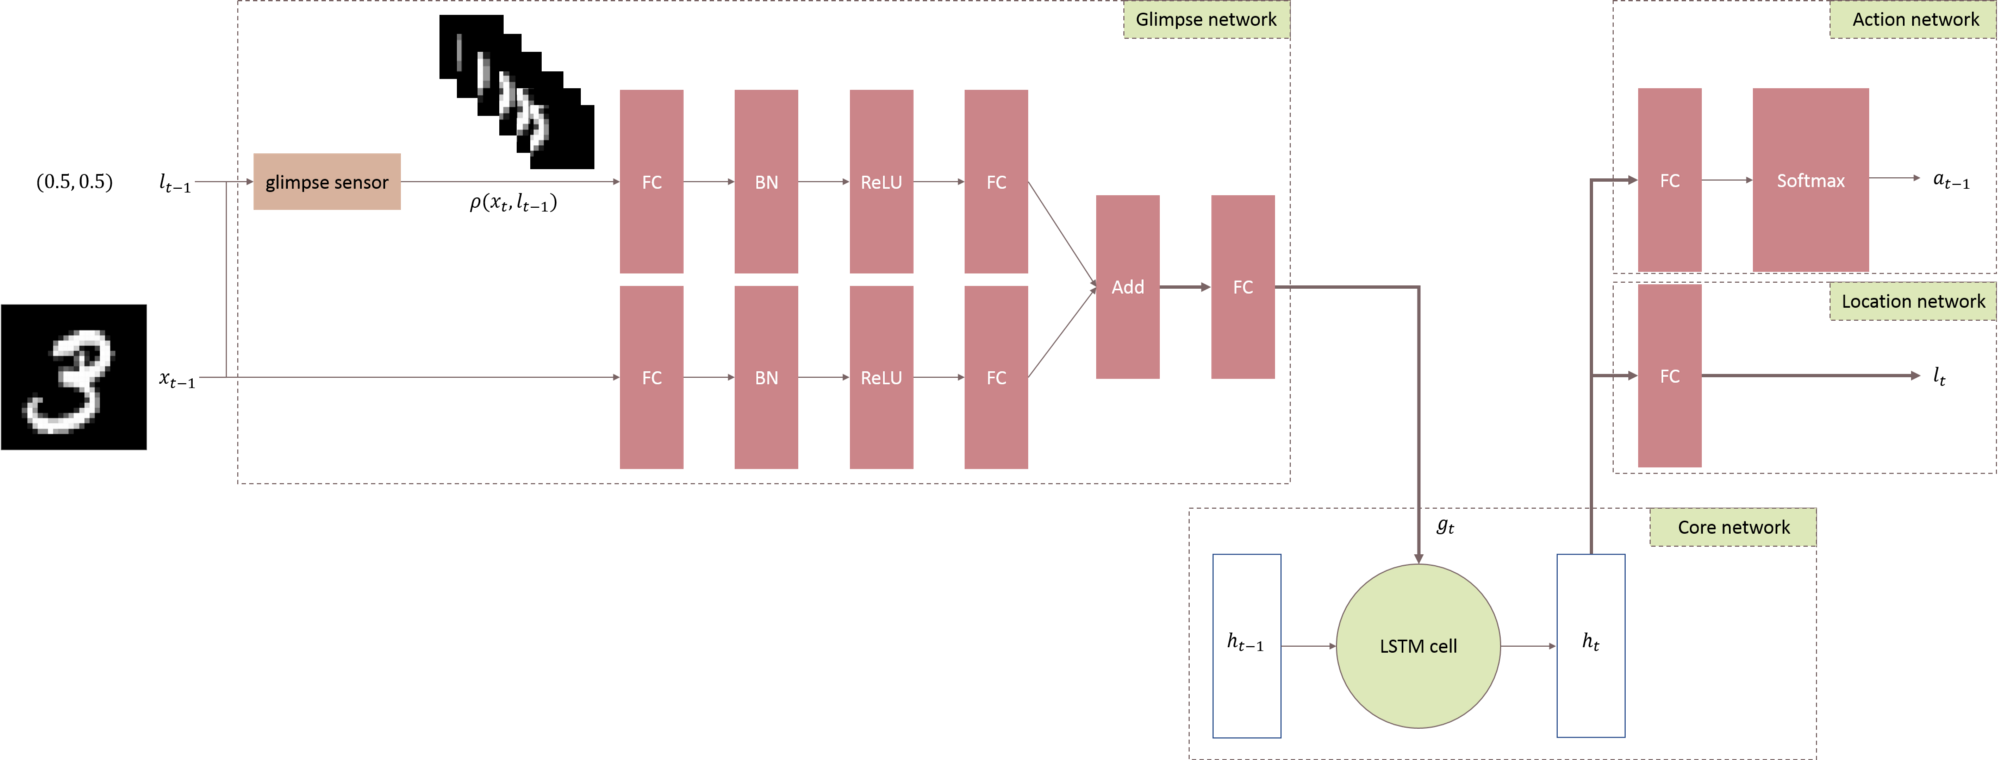 Glimpse network
Action network
(0.5, 0.5)
l_{t−1}
glimpse sensor
ρ(x_t, l_{t−1})
FC
BN
ReLU
FC
FC
Softmax
a_{t−1}
Add
FC
Location network
3
x_{t−1}
FC
BN
ReLU
FC
FC
l_t
g_t
Core network
h_{t−1}
LSTM cell
h_t